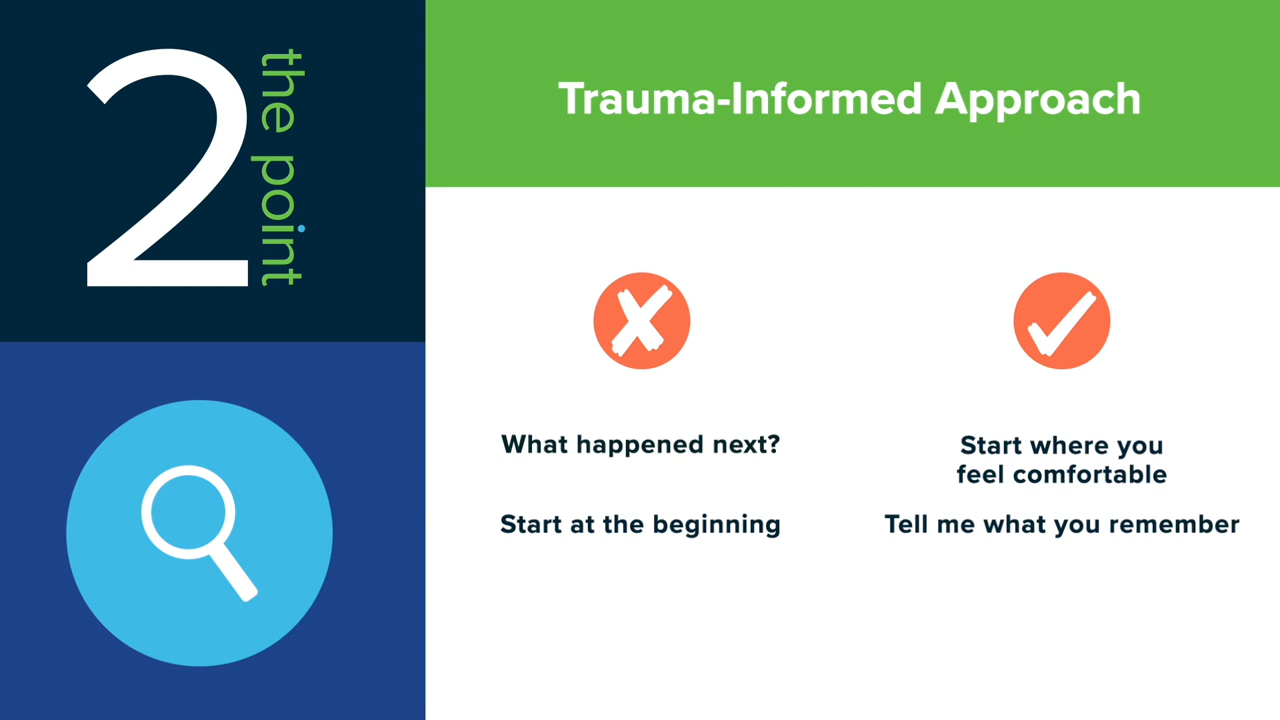 2
the point
Trauma-Informed Approach
What happened next?
Start at the beginning
Start where you
feel comfortable
Tell me what you remember